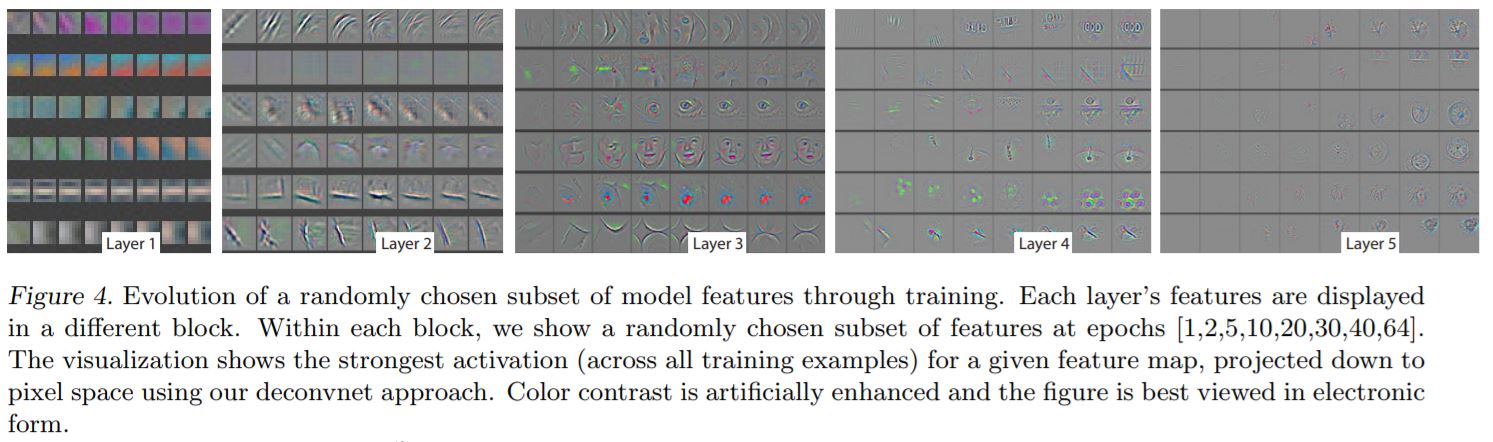 Layer 1
Layer 2
Layer 3
Layer 4
Layer 5
Figure 4. Evolution of a randomly chosen subset of model features through training. Each layer's features are displayed
in a different block. Within each block, we show a randomly chosen subset of features at epochs [1,2,5,10,20,30,40,64].
The visualization shows the strongest activation (across all training examples) for a given feature map, projected down to
pixel space using our deconvnet approach. Color contrast is artificially enhanced and the figure is best viewed in electronic
form.